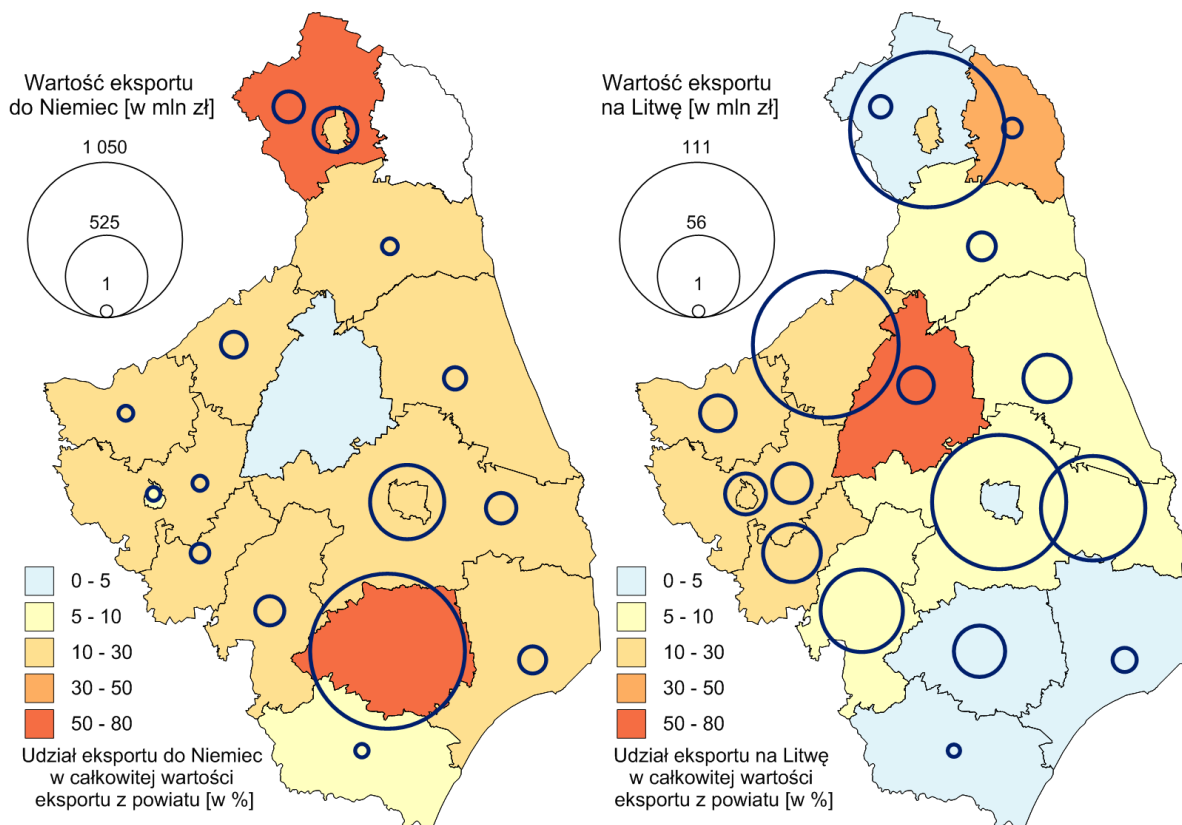 Wartość eksportu
do Niemiec [w mln zł]
1 050
525
1
0 - 5
5 - 10
10 - 30
30 - 50
50 - 80
Udział eksportu do Niemiec
w całkowitej wartości
eksportu z powiatu [w %]
Wartość eksportu
na Litwę [w mln zł]
111
56
1
0 - 5
5 - 10
10 - 30
30 - 50
50 - 80
Udział eksportu na Litwę
w całkowitej wartości
eksportu z powiatu [w %]